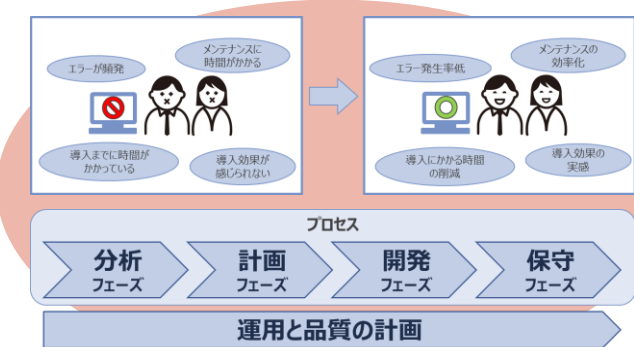 エラーが頻発
メンテナンスに
時間がかかる
導入までに時間が
かかっている
導入効果が
感じられない
エラー発生率低
メンテナンスの
効率化
導入にかかる時間
の削減
導入効果の
実感
プロセス
分析
フェーズ
計画
フェーズ
開発
フェーズ
保守
フェーズ
運用と品質の計画